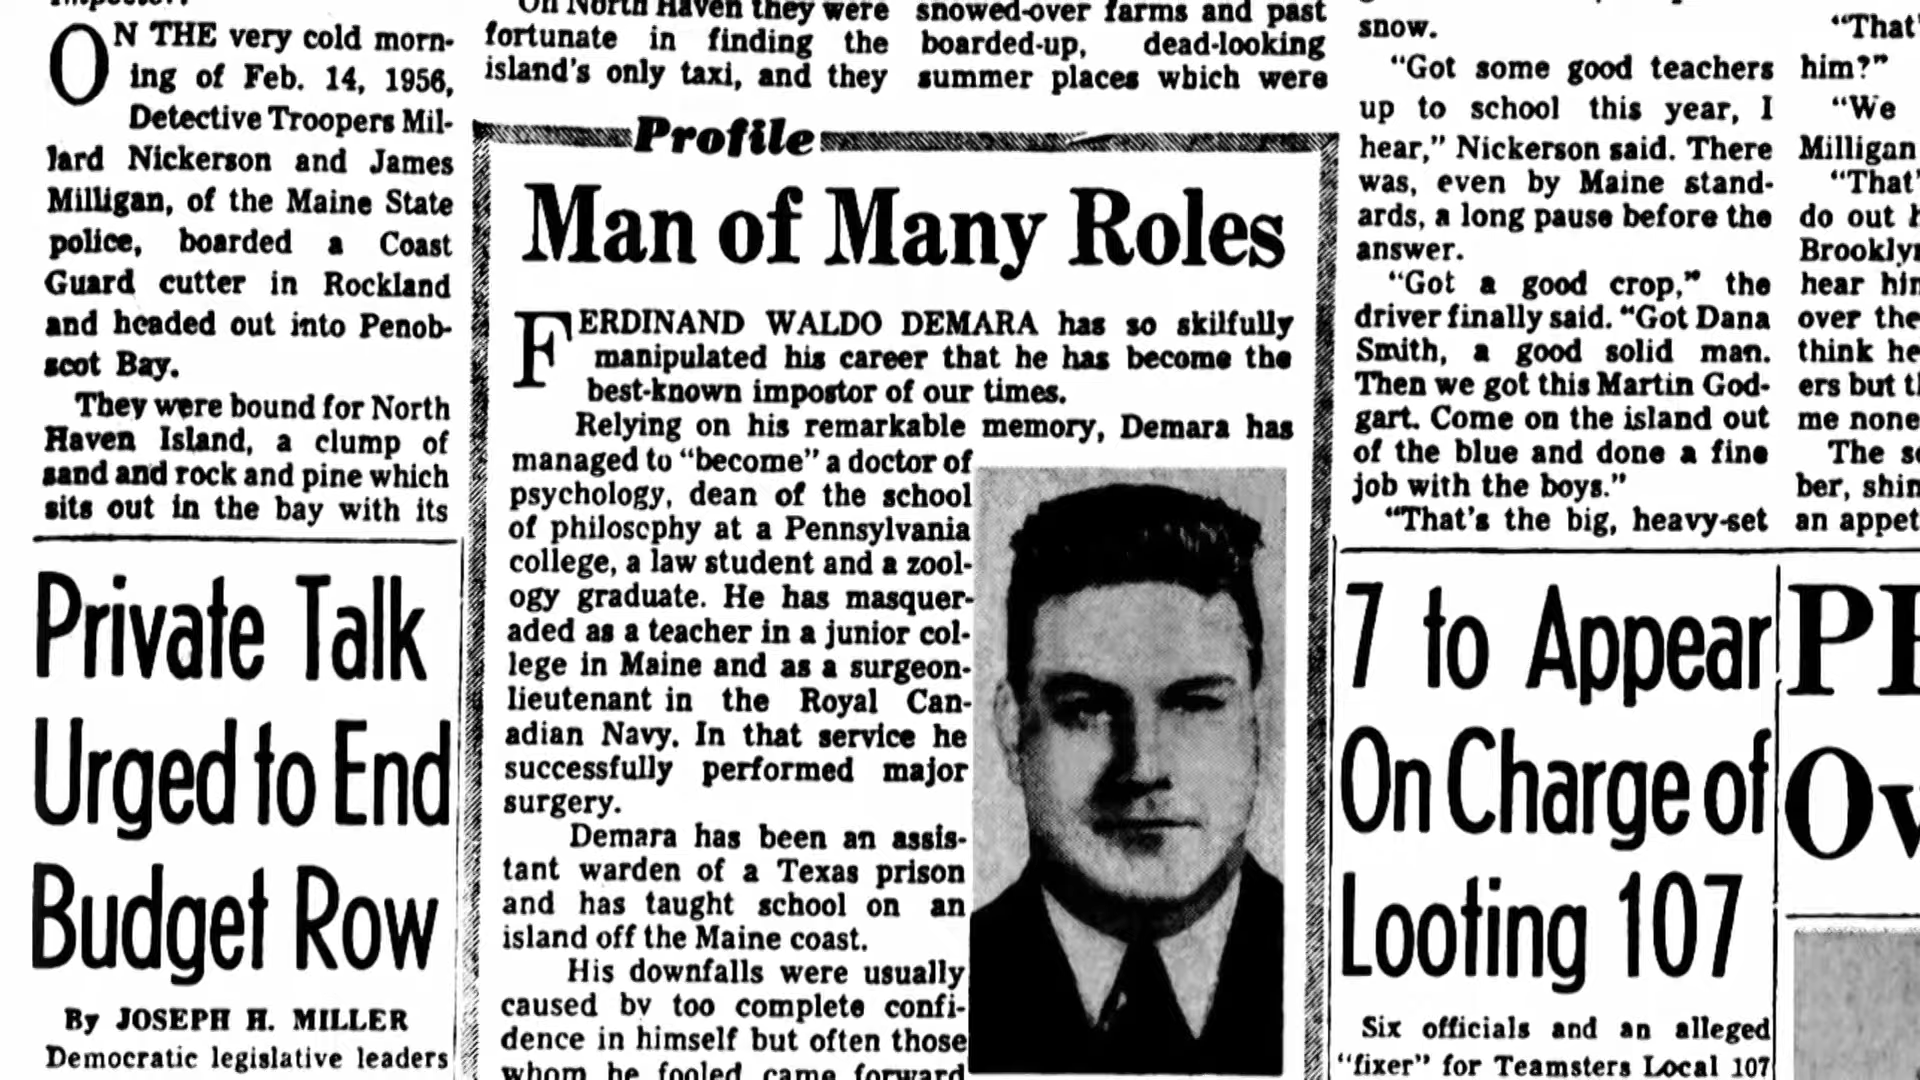 ON THE very cold morn-
ing of Feb. 14, 1956,
Detective Troopers Mil-
lard Nickerson and James
Milligan, of the Maine State
police, boarded a Coast
Guard cutter in Rockland
and headed out into Penob-
scot Bay.
They were bound for North
Haven Island, a clump of
sand and rock and pine which
sits out in the bay with its
On North Haven they were
fortunate in finding the
island's only taxi, and they
snowed-over farms and past
boarded-up, dead-looking
summer places which were
Profile
Man of Many Roles
FERDINAND WALDO DEMARA has so skilfully
manipulated his career that he has become the
best-known impostor of our times.
Relying on his remarkable memory, Demara has
managed to "become" a doctor of
psychology, dean of the school
of philoscphy at a Pennsylvania
college, a law student and a zool-
ogy graduate. He has masquer-
aded as a teacher in a junior col-
lege in Maine and as a surgeon-
lieutenant in the Royal Can-
adian Navy. In that service he
successfully performed major
surgery.
Demara has been an assis-
tant warden of a Texas prison
and has taught school on an
island off the Maine coast.
His downfalls were usually
caused by too complete confi-
dence in himself but often those
whom he fooled came forward
snow.
"Got some good teachers
up to school this year, I
hear," Nickerson said. There
was, even by Maine stand-
ards, a long pause before the
answer.
"Got a good crop," the
driver finally said. "Got Dana
Smith, a good solid man.
Then we got this Martin God-
gart. Come on the island out
of the blue and done a fine
job with the boys."
"That's the big, heavy-set
"That'
him?"
"We
Milligan
"That'
do out
Brooklyn
hear him
over the
think he
ers but
me none
The
ber, shin
an appet
Private Talk
Urged to End
Budget Row
By JOSEPH H. MILLER
Democratic legislative leaders
7 to Appear
On Charge of
Looting 107
Six officials and an alleged
"fixer" for Teamsters Local 107
Ov